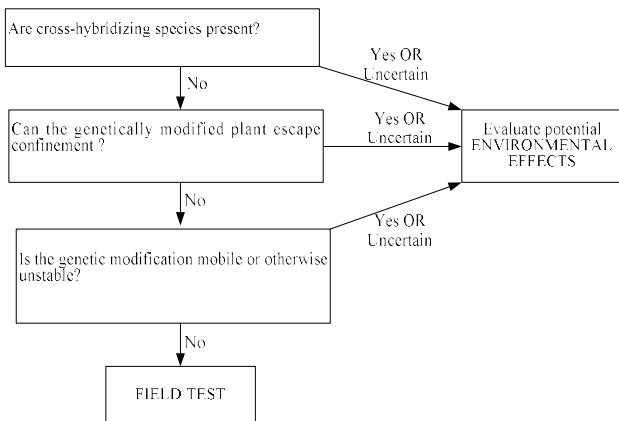 Are cross-hybridizing species present?
Yes OR
Uncertain
No
Can the genetically modified plant escape
confinement ?
Yes OR
Uncertain
Evaluate potential
ENVIRONMENTAL
EFFECTS
No
Yes OR
Uncertain
Is the genetic modification mobile or otherwise
unstable?
No
FIELD TEST